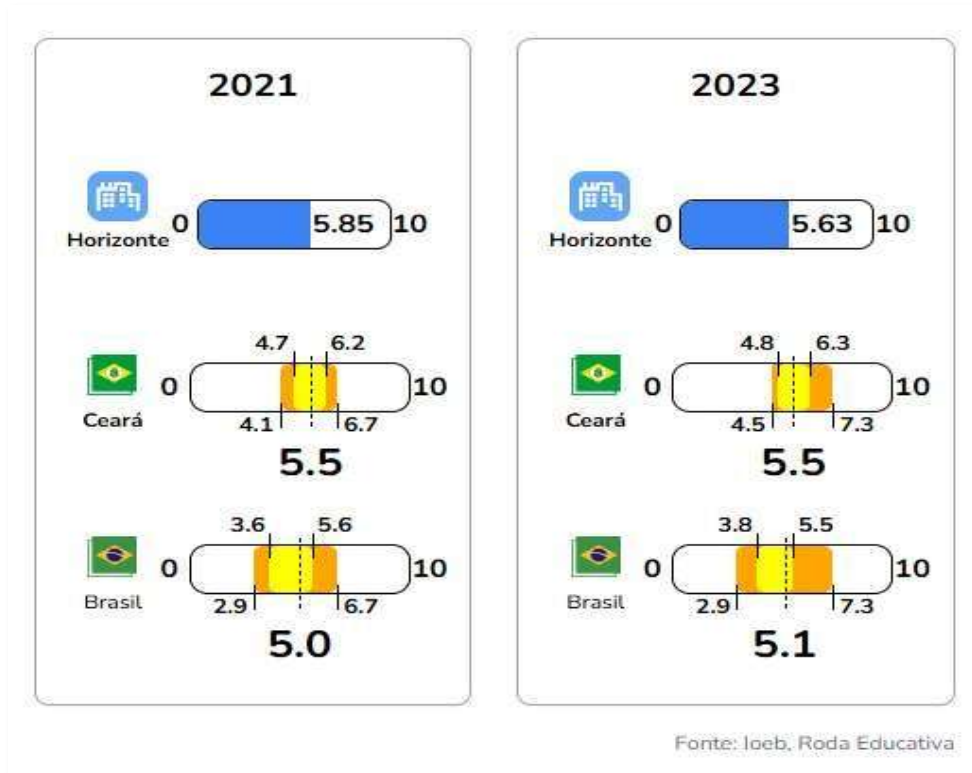 2021
0 5.85 10
Horizonte
4.7 6.2
0 10
Ceará
4.1 6.7
5.5
3.6 5.6
0 10
Brasil
2.9 6.7
5.0
2023
0 5.63 10
Horizonte
4.8 6.3
0 10
Ceará
4.5 7.3
5.5
3.8 5.5
0 10
Brasil
2.9 7.3
5.1
Fonte: Ioeb, Roda Educativa